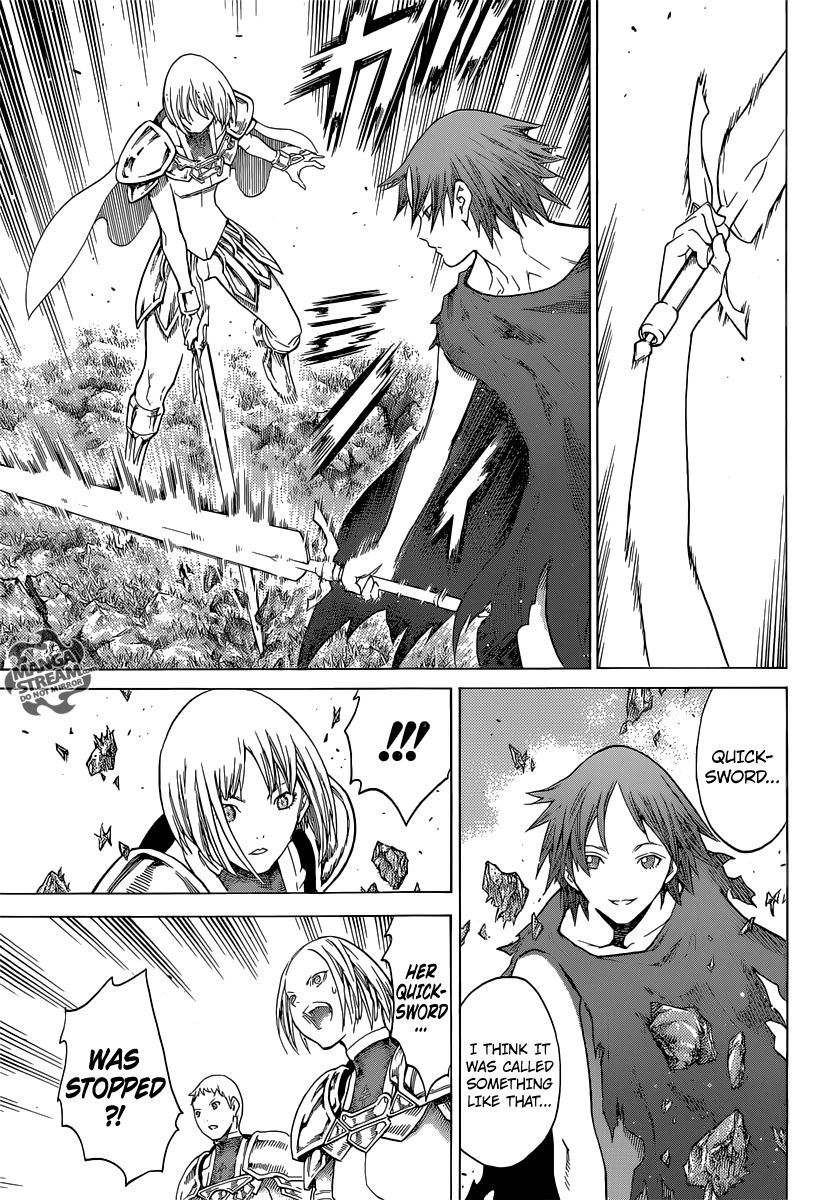 QUICK-
SWORD...
I THINK IT
WAS CALLED
SOMETHING
LIKE THAT...
!!!
HER
QUICK-
SWORD
...
WAS
STOPPED
?!
MANGA
STREAM
DO NOT MIRROR